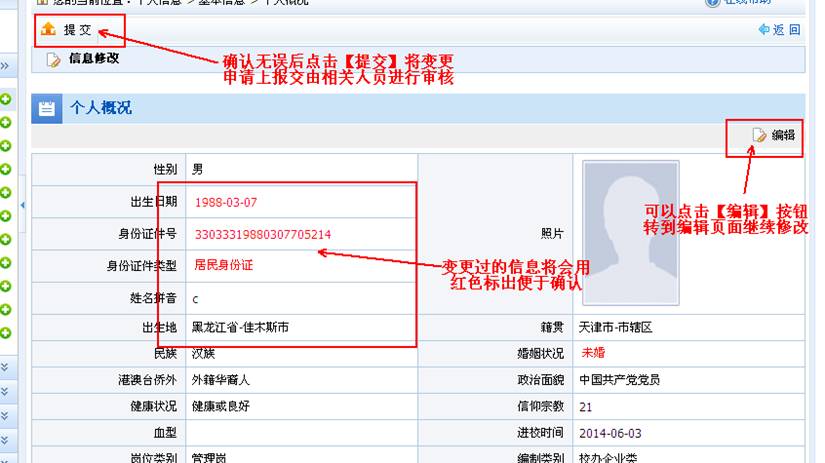 您的当前位置：个人信息 > 基本信息 > 个人概况
在线帮助
提 交
返 回
信息修改
确认无误后点击【提交】将变更
申请上报交由相关人员进行审核
个人概况
编辑
性别 男
出生日期 1988-03-07
身份证件号 33033319880307705214
照片
可以点击【编辑】按钮
转到编辑页面继续修改
身份证件类型 居民身份证
变更过的信息将会用
红色标出便于确认
姓名拼音 c
出生地 黑龙江省-佳木斯市 籍贯 天津市-市辖区
民族 汉族 婚姻状况 未婚
港澳台侨外 外籍华裔人 政治面貌 中国共产党党员
健康状况 健康或良好 信仰宗教 21
血型 进校时间 2014-06-03
岗位类别 管理岗 编制类别 校办企业类